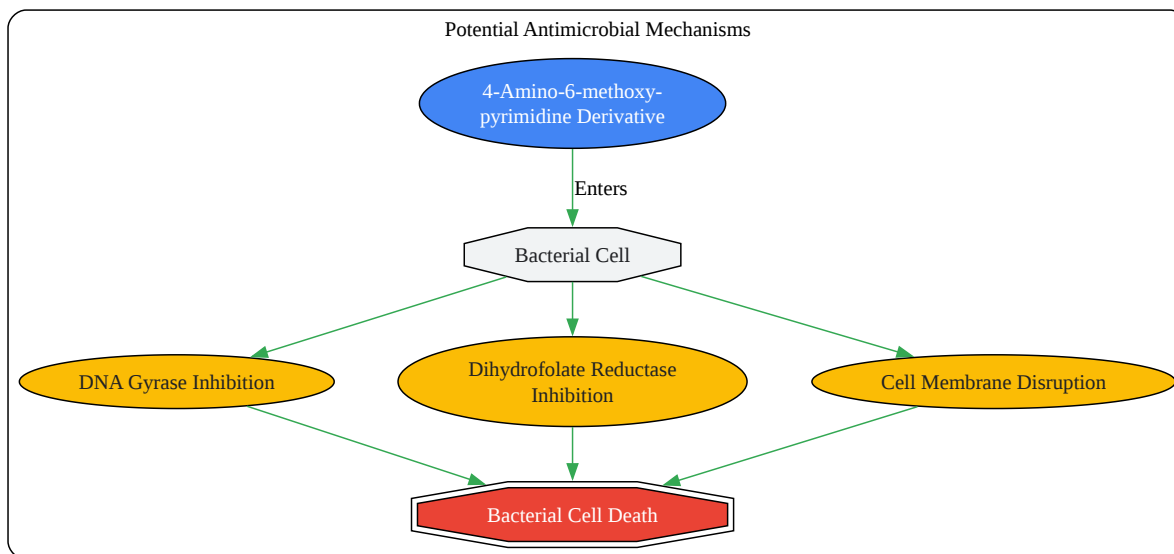 Potential Antimicrobial Mechanisms
4-Amino-6-methoxy-
pyrimidine Derivative
Enters
Bacterial Cell
DNA Gyrase Inhibition
Dihydrofolate Reductase
Inhibition
Cell Membrane Disruption
Bacterial Cell Death